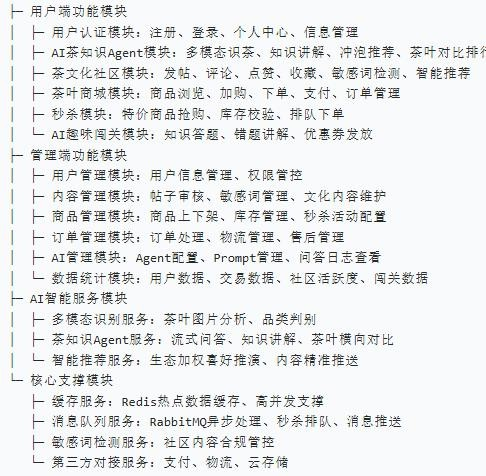 ├─ 用户端功能模块
│  ├─ 用户认证模块：注册、登录、个人中心、信息管理
│  ├─ AI茶知识Agent模块：多模态识茶、知识讲解、冲泡推荐、茶叶对比排行
│  ├─ 茶文化社区模块：发帖、评论、点赞、收藏、敏感词检测、智能推荐
│  ├─ 茶叶商城模块：商品浏览、加购、下单、支付、订单管理
│  ├─ 秒杀模块：特价商品抢购、库存校验、排队下单
│  └─ AI趣味闯关模块：知识答题、错题讲解、优惠券发放
├─ 管理端功能模块
│  ├─ 用户管理模块：用户信息管理、权限管控
│  ├─ 内容管理模块：帖子审核、敏感词管理、文化内容维护
│  ├─ 商品管理模块：商品上下架、库存管理、秒杀活动配置
│  ├─ 订单管理模块：订单处理、物流管理、售后管理
│  ├─ AI管理模块：Agent配置、Prompt管理、问答日志查看
│  └─ 数据统计模块：用户数据、交易数据、社区活跃度、闯关数据
├─ AI智能服务模块
│  ├─ 多模态识别服务：茶叶图片分析、品类判别
│  ├─ 茶知识Agent服务：流式问答、知识讲解、茶叶横向对比
│  └─ 智能推荐服务：生态加权喜好推演、内容精准推送
└─ 核心支撑模块
   ├─ 缓存服务：Redis热点数据缓存、高并发支撑
   ├─ 消息队列服务：RabbitMQ异步处理、秒杀排队、消息推送
   ├─ 敏感词检测服务：社区内容合规管控
   └─ 第三方对接服务：支付、物流、云存储